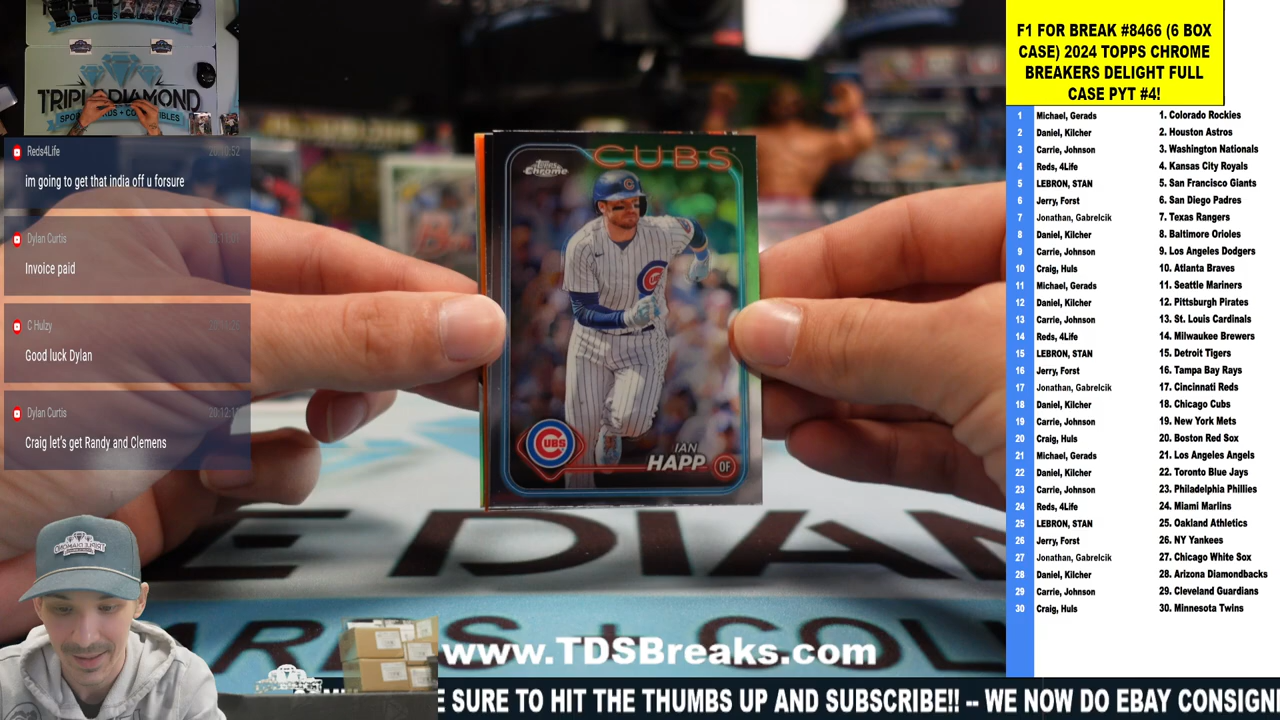 TRIPLE DIAMOND
Reds4Life
im going to get that india off u forsure
Dylan Curtis
Invoice paid
C Hulzy
Good luck Dylan
Dylan Curtis
Craig let's get Randy and Clemens
Topps Chrome
CUBS
CUBS
IAN
HAPP
OF
E DIAM
www.TDSBreaks.com
E SURE TO HIT THE THUMBS UP AND SUBSCRIBE!! -- WE NOW DO EBAY CONSIGN
F1 FOR BREAK #8466 (6 BOX
CASE) 2024 TOPPS CHROME
BREAKERS DELIGHT FULL
CASE PYT #4!
1 Michael, Gerads 1. Colorado Rockies
2 Daniel, Kilcher 2. Houston Astros
3 Carrie, Johnson 3. Washington Nationals
4 Reds, 4Life 4. Kansas City Royals
5 LEBRON, STAN 5. San Francisco Giants
6 Jerry, Forst 6. San Diego Padres
7 Jonathan, Gabrelcik 7. Texas Rangers
8 Daniel, Kilcher 8. Baltimore Orioles
9 Carrie, Johnson 9. Los Angeles Dodgers
10 Craig, Huls 10. Atlanta Braves
11 Michael, Gerads 11. Seattle Mariners
12 Daniel, Kilcher 12. Pittsburgh Pirates
13 Carrie, Johnson 13. St. Louis Cardinals
14 Reds, 4Life 14. Milwaukee Brewers
15 LEBRON, STAN 15. Detroit Tigers
16 Jerry, Forst 16. Tampa Bay Rays
17 Jonathan, Gabrelcik 17. Cincinnati Reds
18 Daniel, Kilcher 18. Chicago Cubs
19 Carrie, Johnson 19. New York Mets
20 Craig, Huls 20. Boston Red Sox
21 Michael, Gerads 21. Los Angeles Angels
22 Daniel, Kilcher 22. Toronto Blue Jays
23 Carrie, Johnson 23. Philadelphia Phillies
24 Reds, 4Life 24. Miami Marlins
25 LEBRON, STAN 25. Oakland Athletics
26 Jerry, Forst 26. NY Yankees
27 Jonathan, Gabrelcik 27. Chicago White Sox
28 Daniel, Kilcher 28. Arizona Diamondbacks
29 Carrie, Johnson 29. Cleveland Guardians
30 Craig, Huls 30. Minnesota Twins